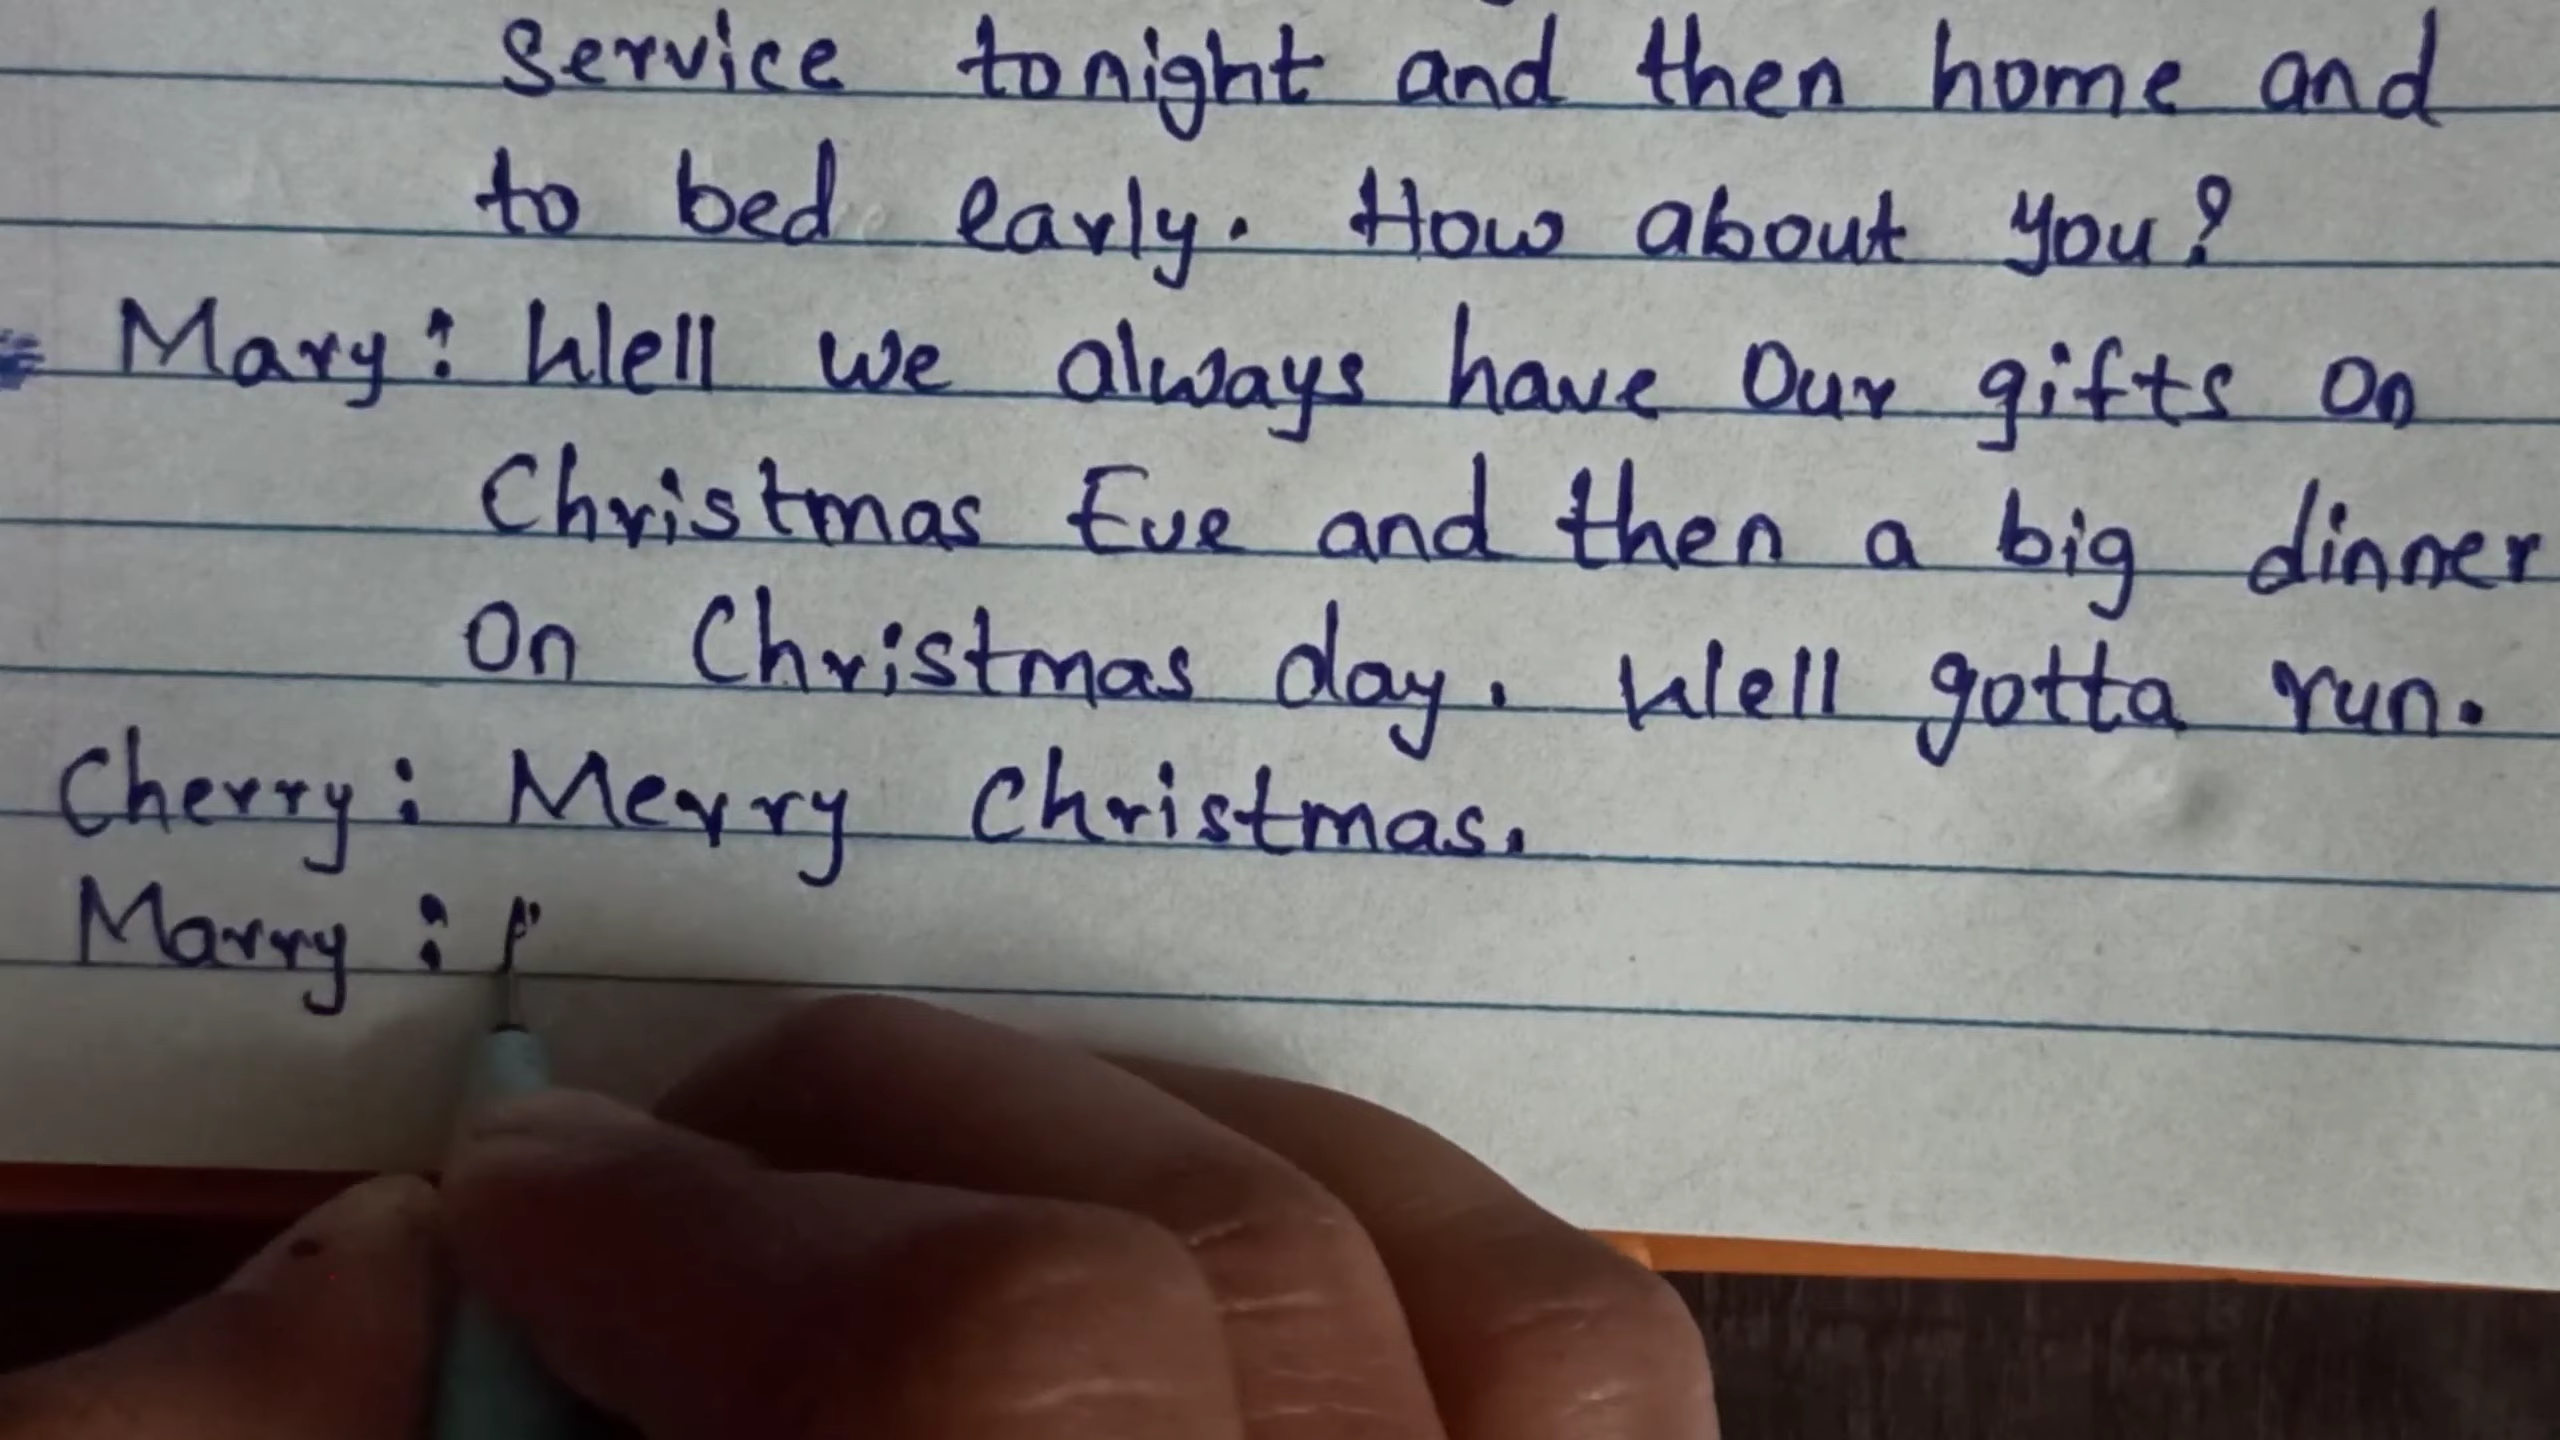 Service tonight and then home and
to bed early. How about you?
Mary: Well we always have Our gifts On
Christmas Eve and then a big dinner
On Christmas day. Well gotta run.
Cherry: Merry Christmas.
Marry: